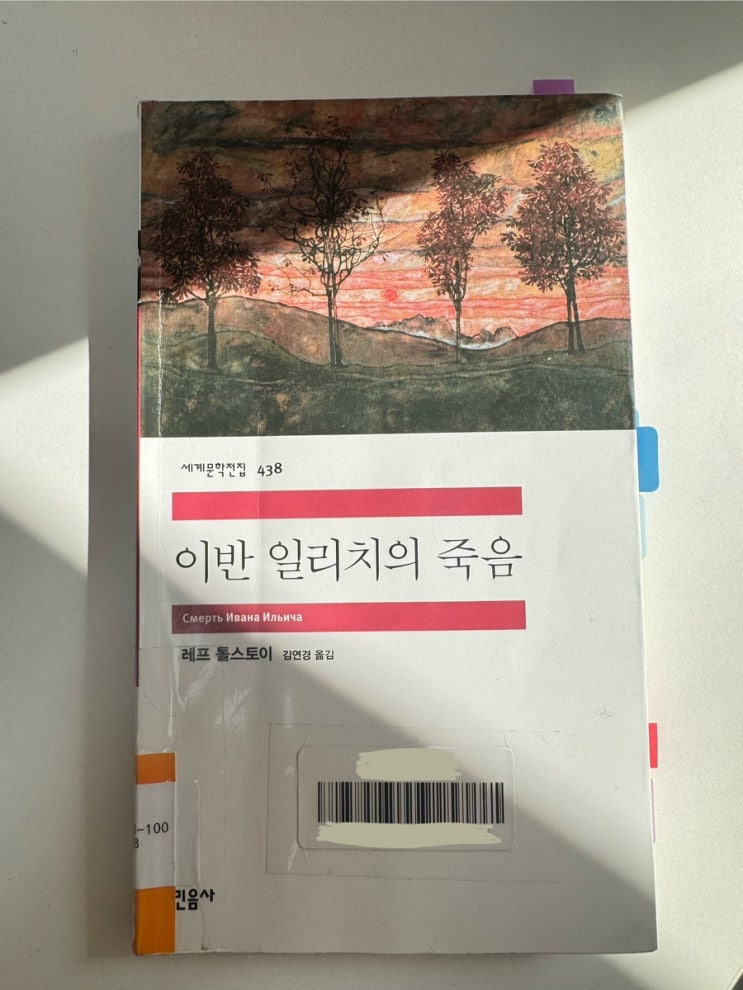 세계문학전집 438
이반 일리치의 죽음
Смерть Ивана Ильича
레프 톨스토이 김연경 옮김
-100
민음사